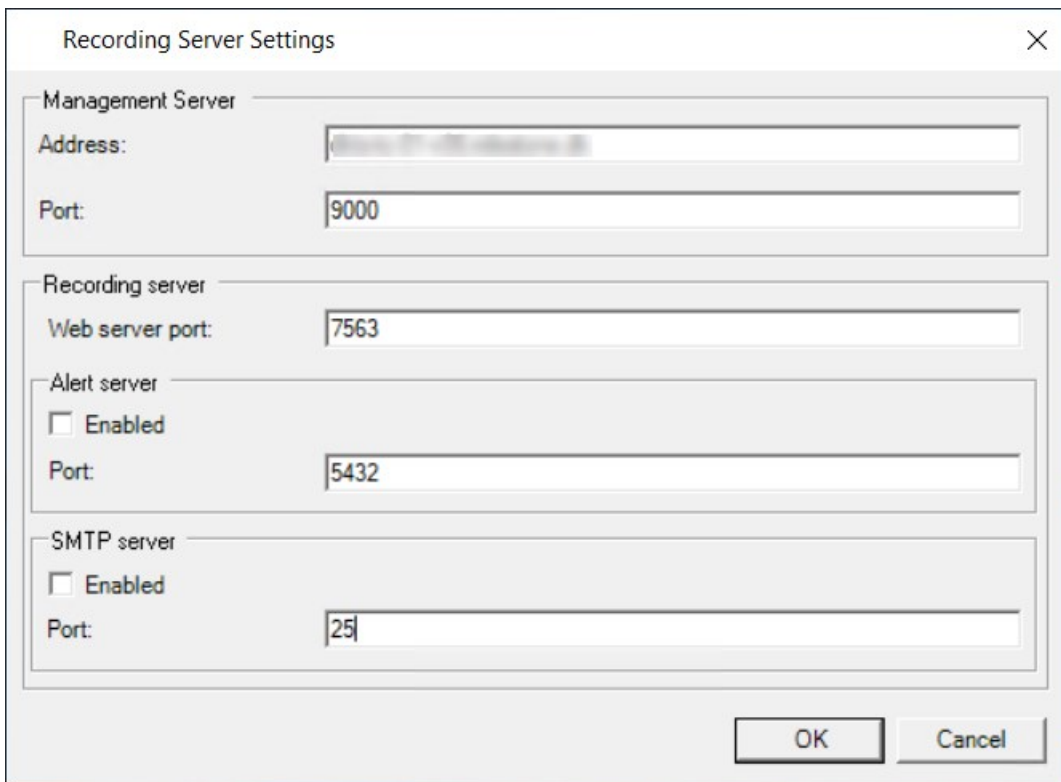 Recording Server Settings
Management Server
Address:
Port: 9000
Recording server
Web server port: 7563
Alert server
Enabled
Port: 5432
SMTP server
Enabled
Port: 25
OK Cancel